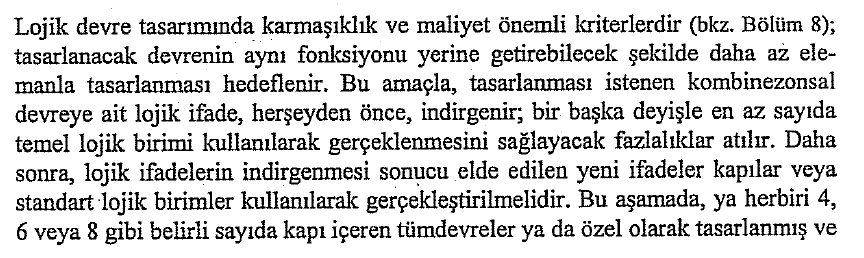 Lojik devre tasarımında karmaşıklık ve maliyet önemli kriterlerdir (bkz. Bölüm 8);
tasarlanacak devrenin aynı fonksiyonu yerine getirebilecek şekilde daha az ele-
manla tasarlanması hedeflenir. Bu amaçla, tasarlanması istenen kombinezonsal
devreye ait lojik ifade, herşeyden önce, indirgenir; bir başka deyişle en az sayıda
temel lojik birimi kullanılarak gerçeklenmesini sağlayacak fazlalıklar atılır. Daha
sonra, lojik ifadelerin indirgenmesi sonucu elde edilen yeni ifadeler kapılar veya
standart lojik birimler kullanılarak gerçekleştirilmelidir. Bu aşamada, ya herbiri 4,
6 veya 8 gibi belirli sayıda kapı içeren tümdevreler ya da özel olarak tasarlanmış ve